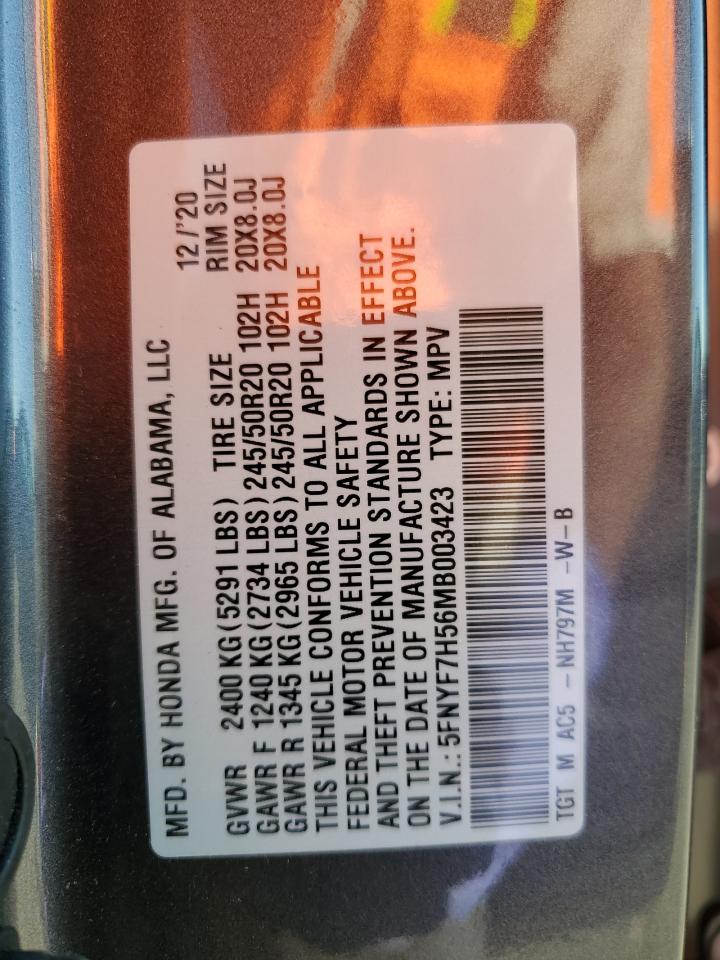 MFD. BY HONDA MFG. OF ALABAMA, LLC 12/'20
GVWR 2400 KG (5291 LBS) TIRE SIZE RIM SIZE
GAWR F 1240 KG (2734 LBS) 245/50R20 102H 20X8.0J
GAWR R 1345 KG (2965 LBS) 245/50R20 102H 20X8.0J
THIS VEHICLE CONFORMS TO ALL APPLICABLE
FEDERAL MOTOR VEHICLE SAFETY
AND THEFT PREVENTION STANDARDS IN EFFECT
ON THE DATE OF MANUFACTURE SHOWN ABOVE.
V.I.N.: 5FNYF7H56MB003423 TYPE: MPV
TGT M AC5 -NH797M -W-B